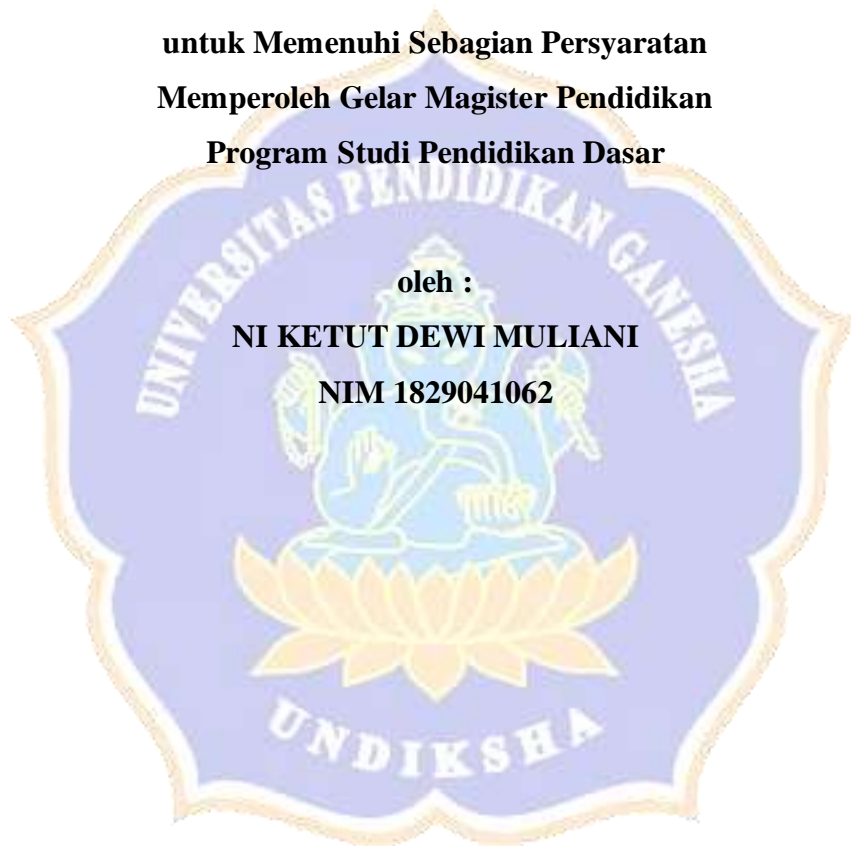 untuk Memenuhi Sebagian Persyaratan
Memperoleh Gelar Magister Pendidikan
Program Studi Pendidikan Dasar
UNIVERSITAS PENDIDIKAN GANESHA
oleh :
NI KETUT DEWI MULIANI
NIM 1829041062
UNDIKSHA